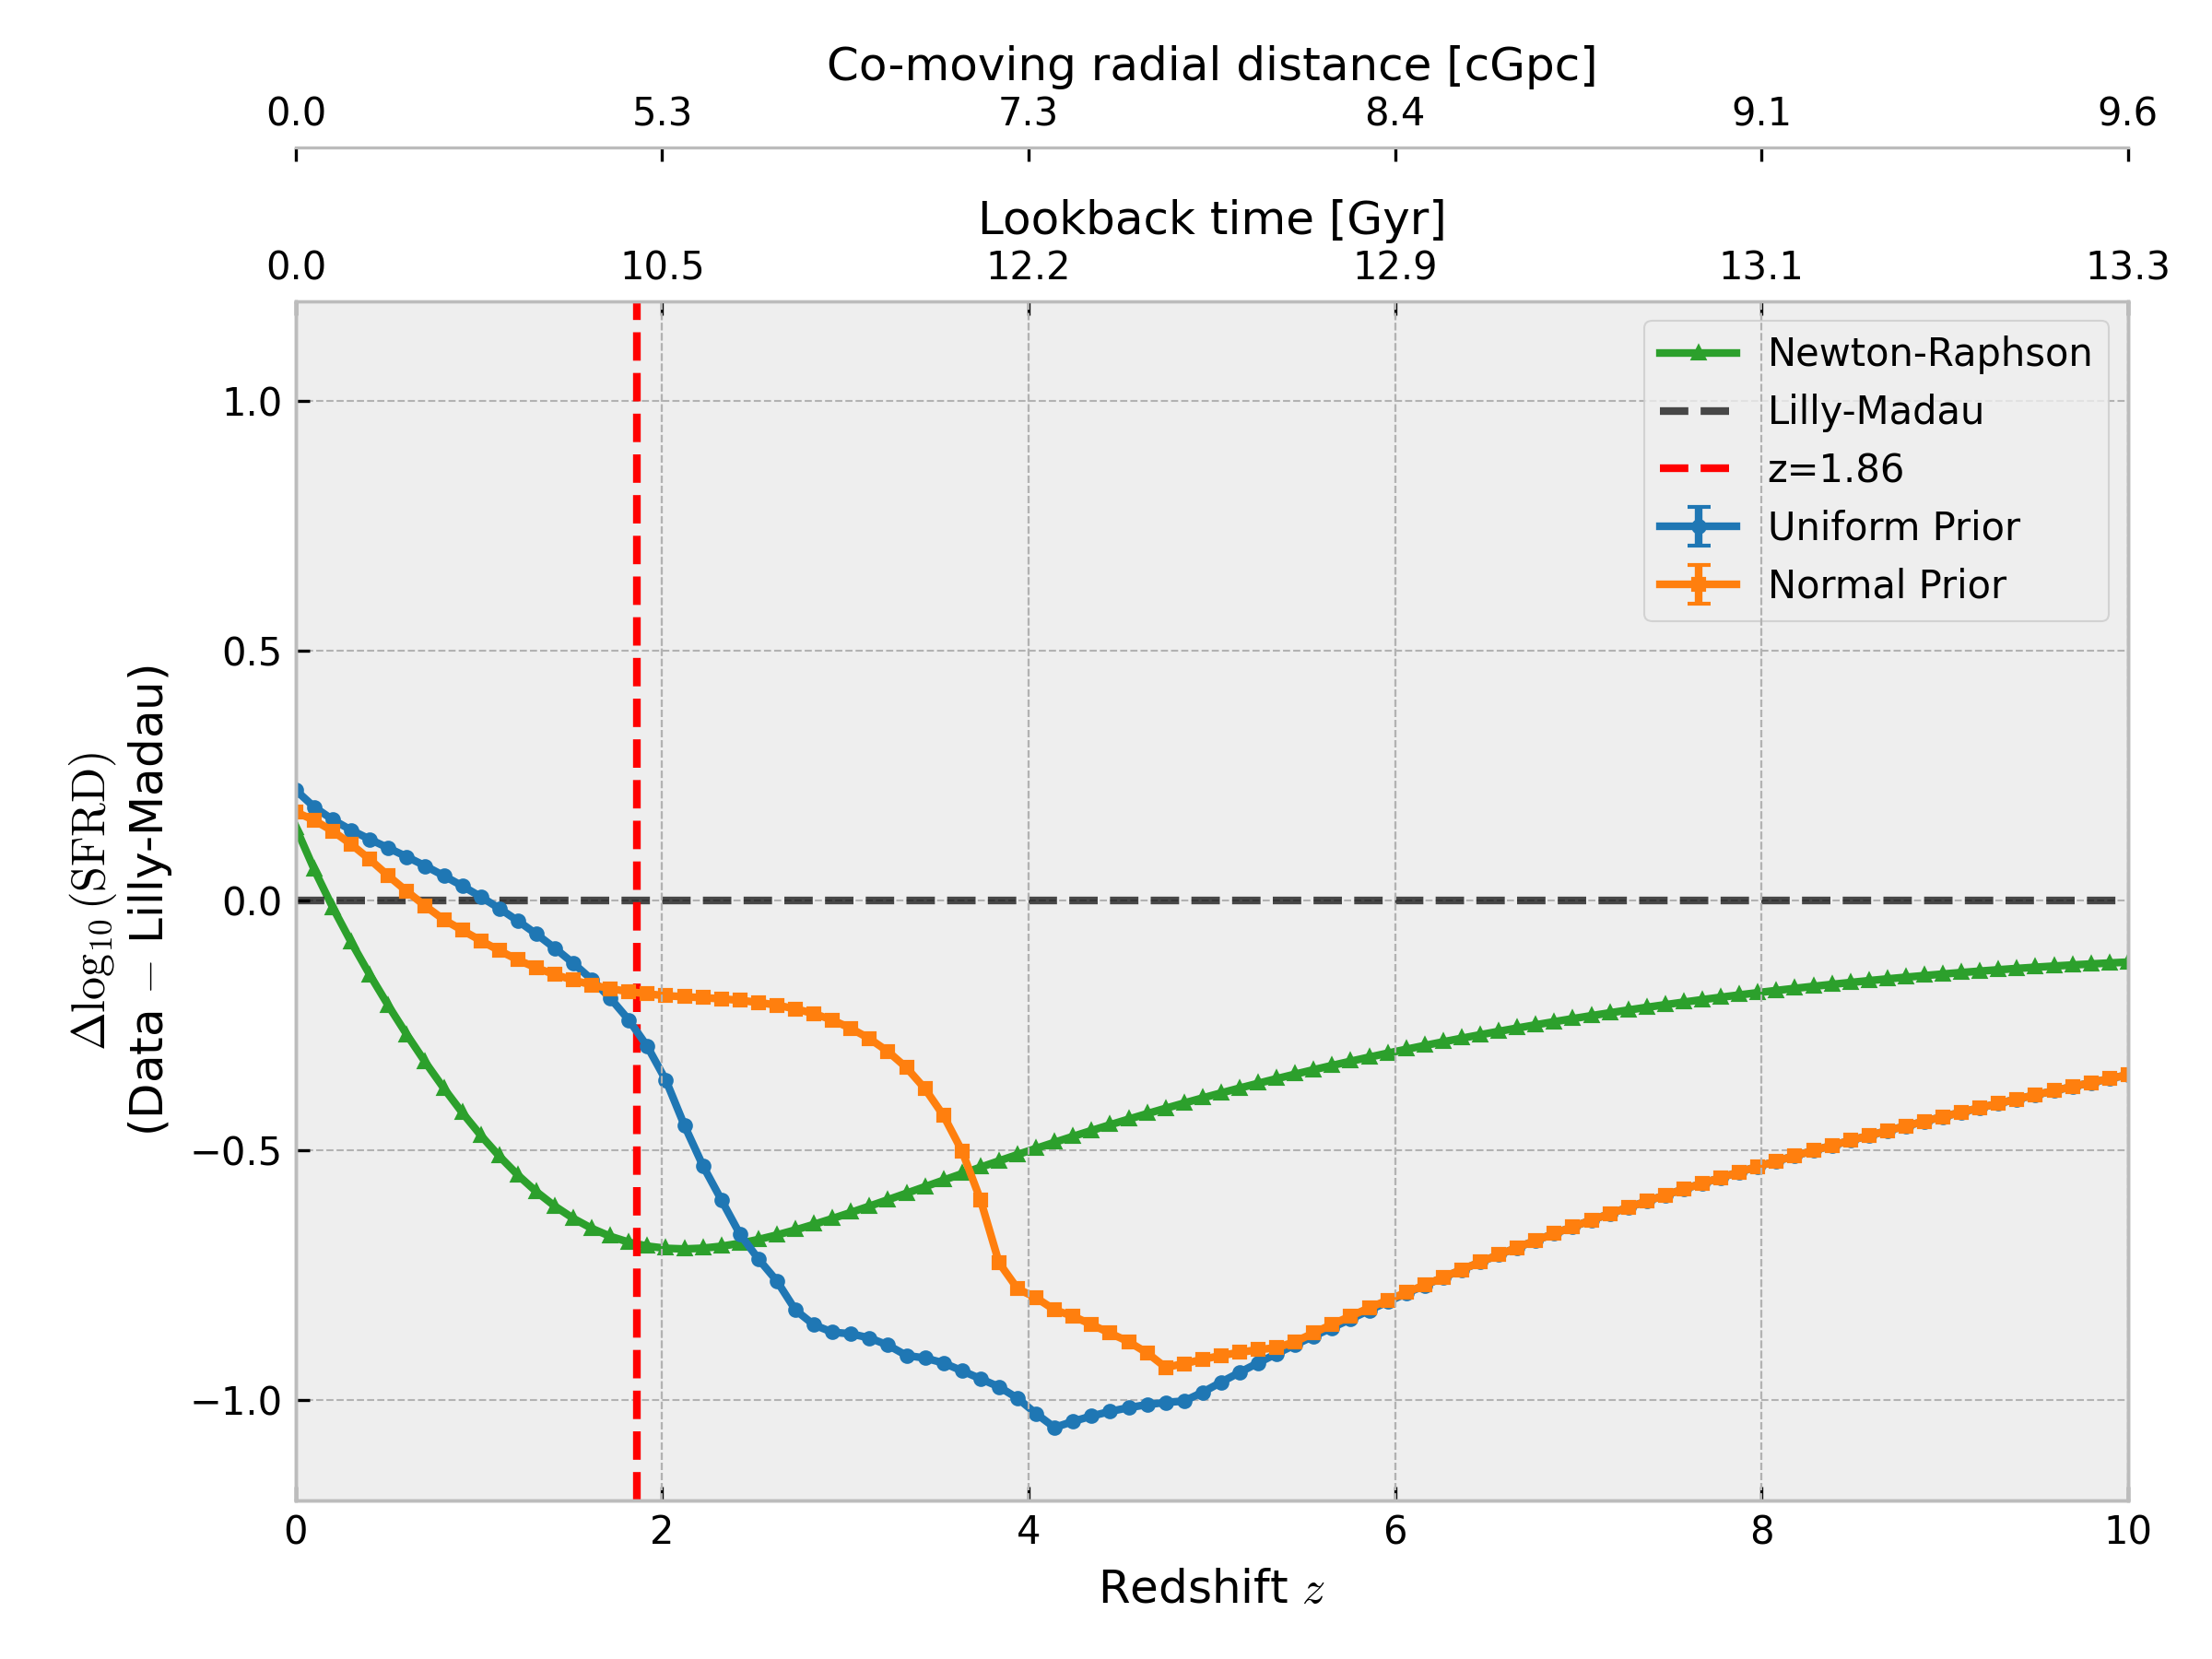 Co-moving radial distance [cGpc]
0.0 5.3 7.3 8.4 9.1 9.6
Lookback time [Gyr]
0.0 10.5 12.2 12.9 13.1 13.3
Newton-Raphson
Lilly-Madau
z=1.86
Uniform Prior
Normal Prior
1.0
0.5
0.0
−0.5
−1.0
Δlog₁₀(SFRD)
(Data − Lilly-Madau)
0 2 4 6 8 10
Redshift z